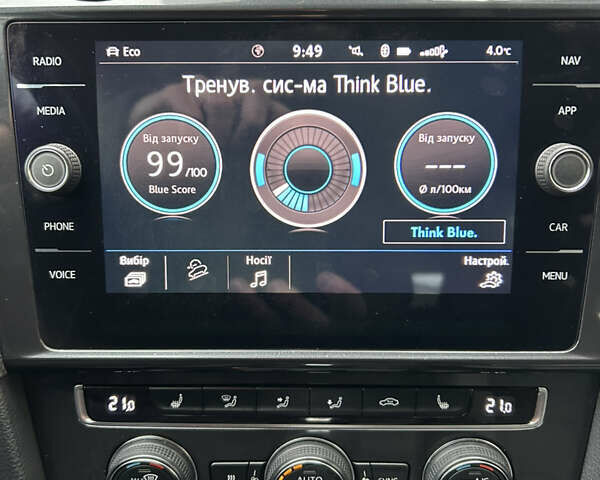 Eco 9:49 4.0°C
RADIO
NAV
Тренув. сис-ма Think Blue.
MEDIA
APP
Від запуску
99/100
Blue Score
Від запуску
---
Ø л/100км
PHONE
CAR
Think Blue.
Вибір
Носії
Настрой.
VOICE
MENU
21.0
21.0
AUTO
SYNC
A/C